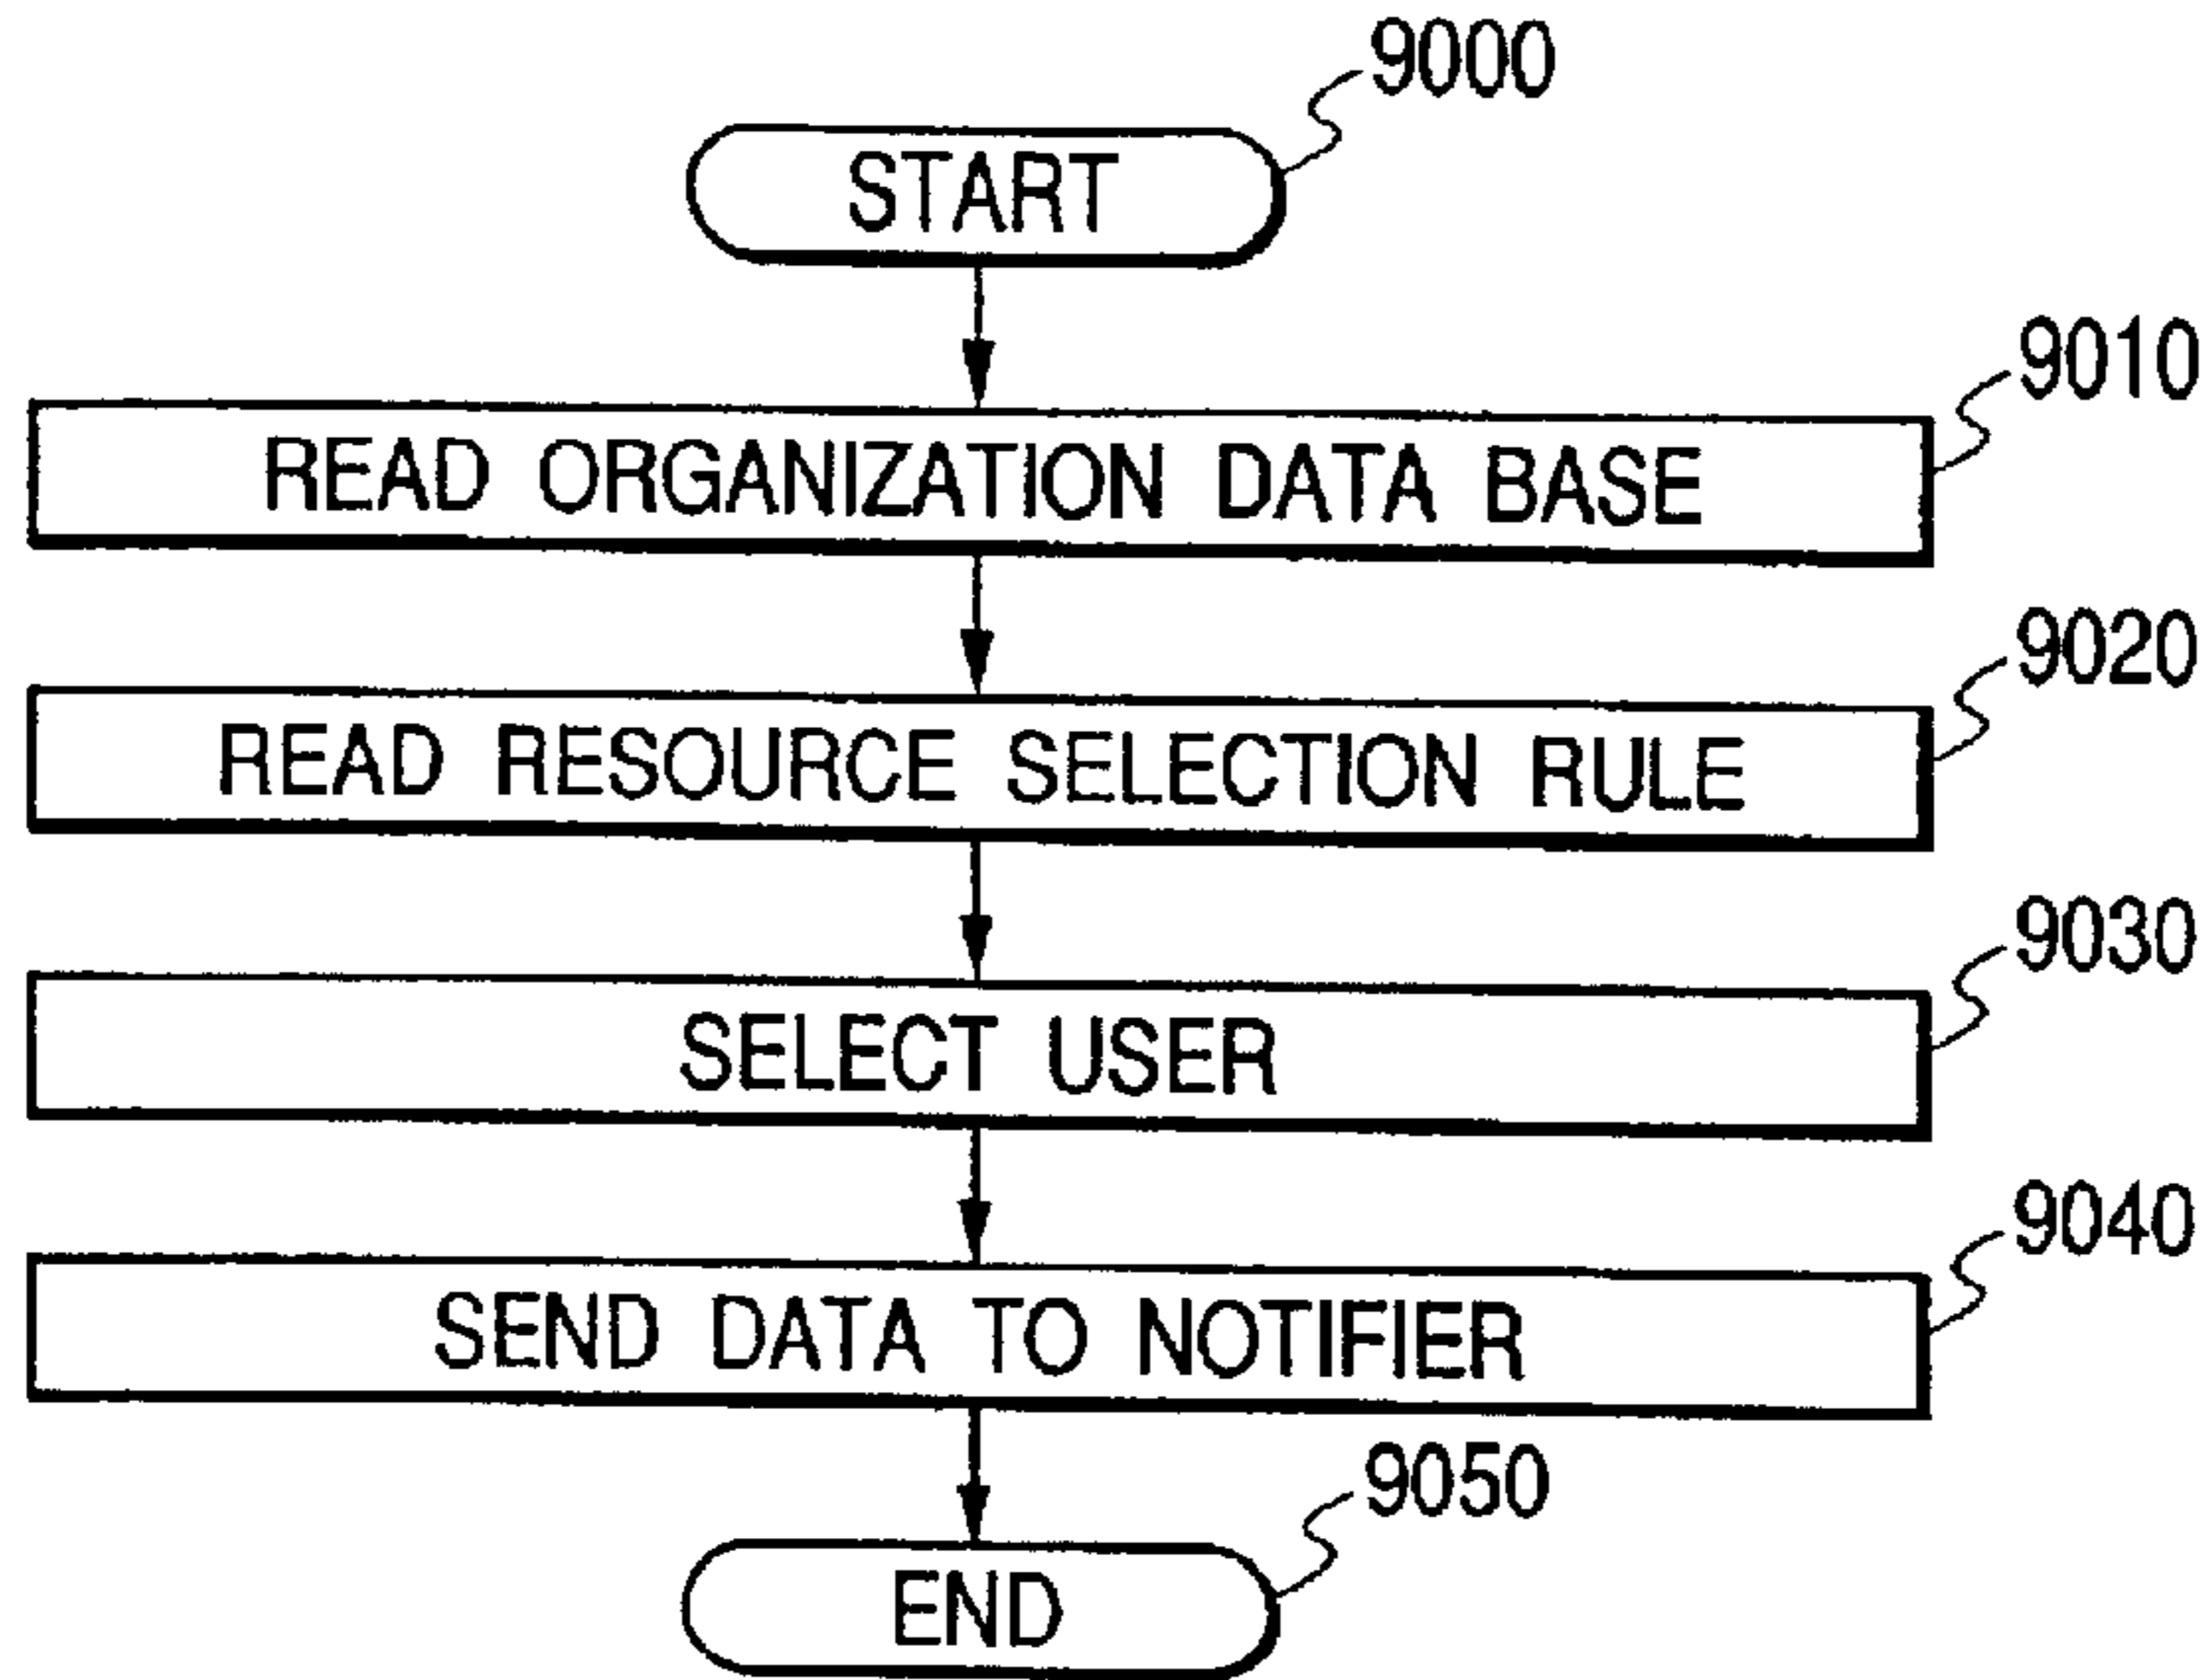 9000
START
9010
READ ORGANIZATION DATA BASE
9020
READ RESOURCE SELECTION RULE
9030
SELECT USER
9040
SEND DATA TO NOTIFIER
9050
END